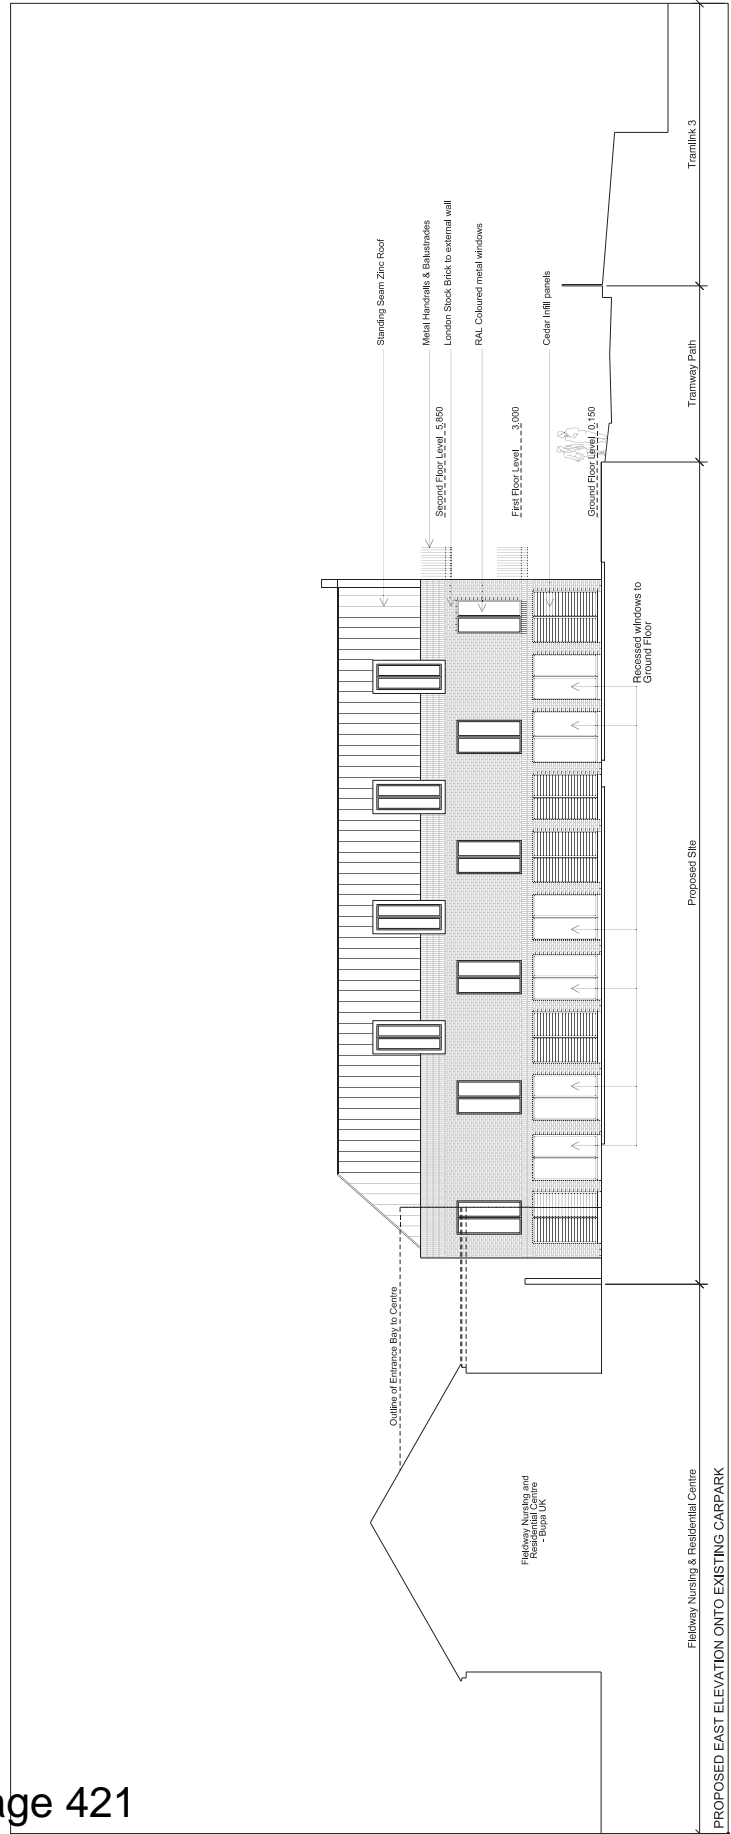 Standing Seam Zinc Roof
Metal Handrails & Balustrades
London Stock Brick to external wall
RAL Coloured metal windows
Cedar Infill panels
Second Floor Level 5,850
First Floor Level 3,000
Ground Floor Level 0,150
Recessed windows to
Ground Floor
Outline of Entrance Bay to Centre
Fieldway Nursing and
Residential Centre
- Bupa UK
Fieldway Nursing & Residential Centre
Proposed Site
Tramway Path
Tramlink 3
PROPOSED EAST ELEVATION ONTO EXISTING CARPARK
age 421